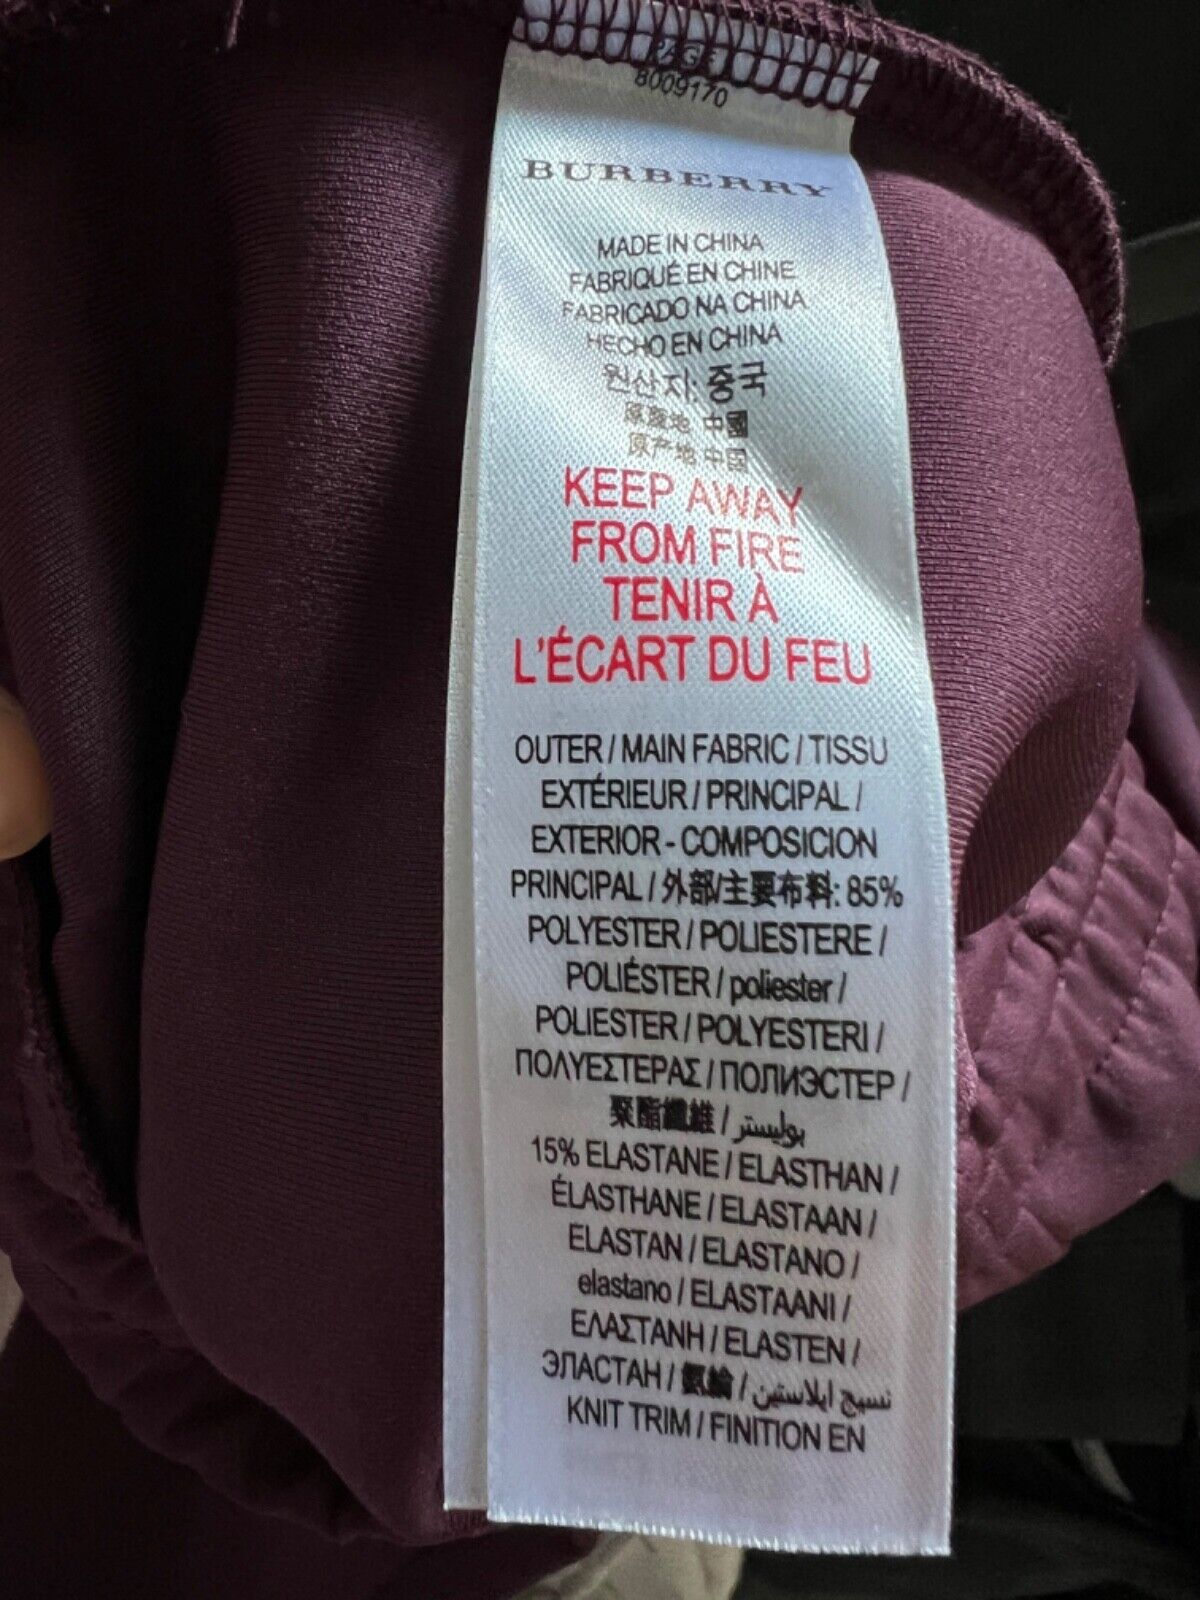 8009170
BURBERRY
MADE IN CHINA
FABRIQUÉ EN CHINE
FABRICADO NA CHINA
HECHO EN CHINA
원산지: 중국
原產地 中國
原产地 中国
KEEP AWAY
FROM FIRE
TENIR À
L'ÉCART DU FEU
OUTER / MAIN FABRIC / TISSU
EXTÉRIEUR / PRINCIPAL /
EXTERIOR - COMPOSICION
PRINCIPAL / 外部/主要布料: 85%
POLYESTER / POLIESTERE /
POLIÉSTER / poliester /
POLIESTER / POLYESTERI /
ΠΟΛΥΕΣΤΕΡΑΣ / ПОЛИЭСТЕР /
聚酯纖維 / بوليستر
15% ELASTANE / ELASTHAN /
ÉLASTHANE / ELASTAAN /
ELASTAN / ELASTANO /
elastano / ELASTAANI /
ΕΛΑΣΤΑΝΗ / ELASTEN /
ЭЛАСТАН / 氨綸 / نسيج ايلاستين
KNIT TRIM / FINITION EN